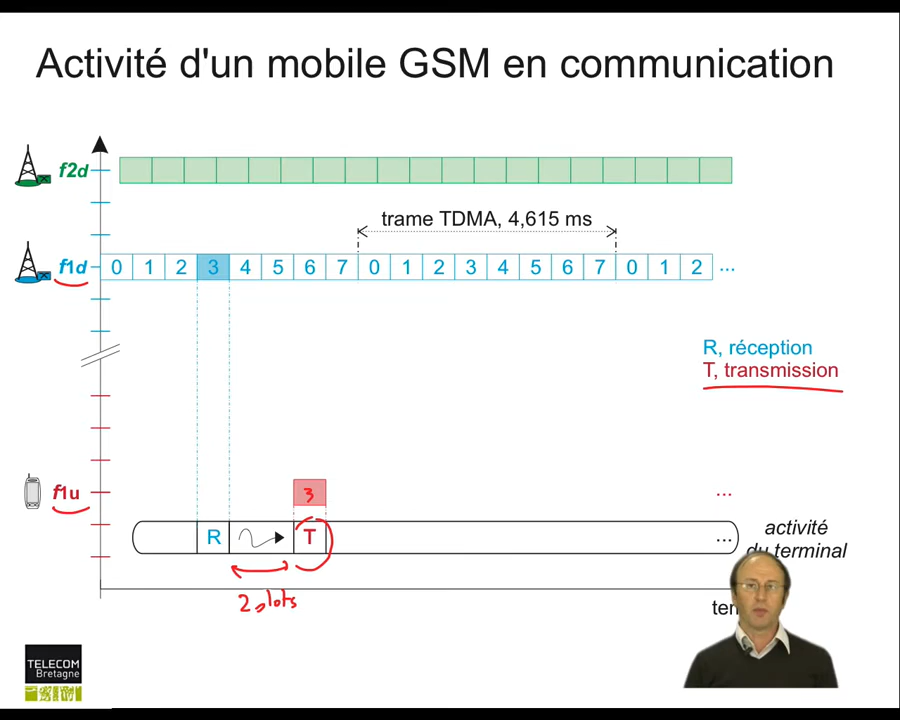 Activité d'un mobile GSM en communication
f2d
trame TDMA, 4,615 ms
f1d 0 1 2 3 4 5 6 7 0 1 2 3 4 5 6 7 0 1 2 ...
R, réception
T, transmission
f1u 3 ...
R T ...
activité
du terminal
2 slots
TELECOM
Bretagne